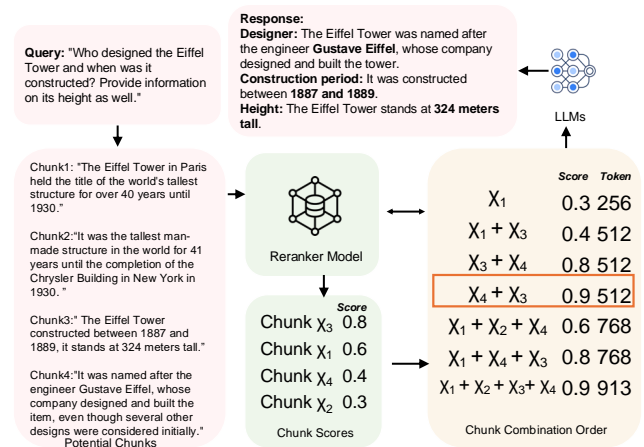 Query: "Who designed the Eiffel
Tower and when was it
constructed? Provide information
on its height as well."
Response:
Designer: The Eiffel Tower was named after
the engineer Gustave Eiffel, whose company
designed and built the tower.
Construction period: It was constructed
between 1887 and 1889.
Height: The Eiffel Tower stands at 324 meters
tall.
LLMs
Chunk1: "The Eiffel Tower in Paris
held the title of the world's tallest
structure for over 40 years until
1930."
Chunk2:"It was the tallest man-
made structure in the world for 41
years until the completion of the
Chrysler Building in New York in
1930. "
Chunk3:" The Eiffel Tower
constructed between 1887 and
1889, it stands at 324 meters tall."
Chunk4:"It was named after the
engineer Gustave Eiffel, whose
company designed and built the
item, even though several other
designs were considered initially."
Potential Chunks
Reranker Model
Score
Chunk χ3 0.8
Chunk χ1 0.6
Chunk χ4 0.4
Chunk χ2 0.3
Chunk Scores
Score Token
χ1 0.3 256
χ1 + χ3 0.4 512
χ3 + χ4 0.8 512
χ4 + χ3 0.9 512
χ1 + χ2 + χ4 0.6 768
χ1 + χ4 + χ3 0.8 768
χ1 + χ2 + χ3+ χ4 0.9 913
Chunk Combination Order